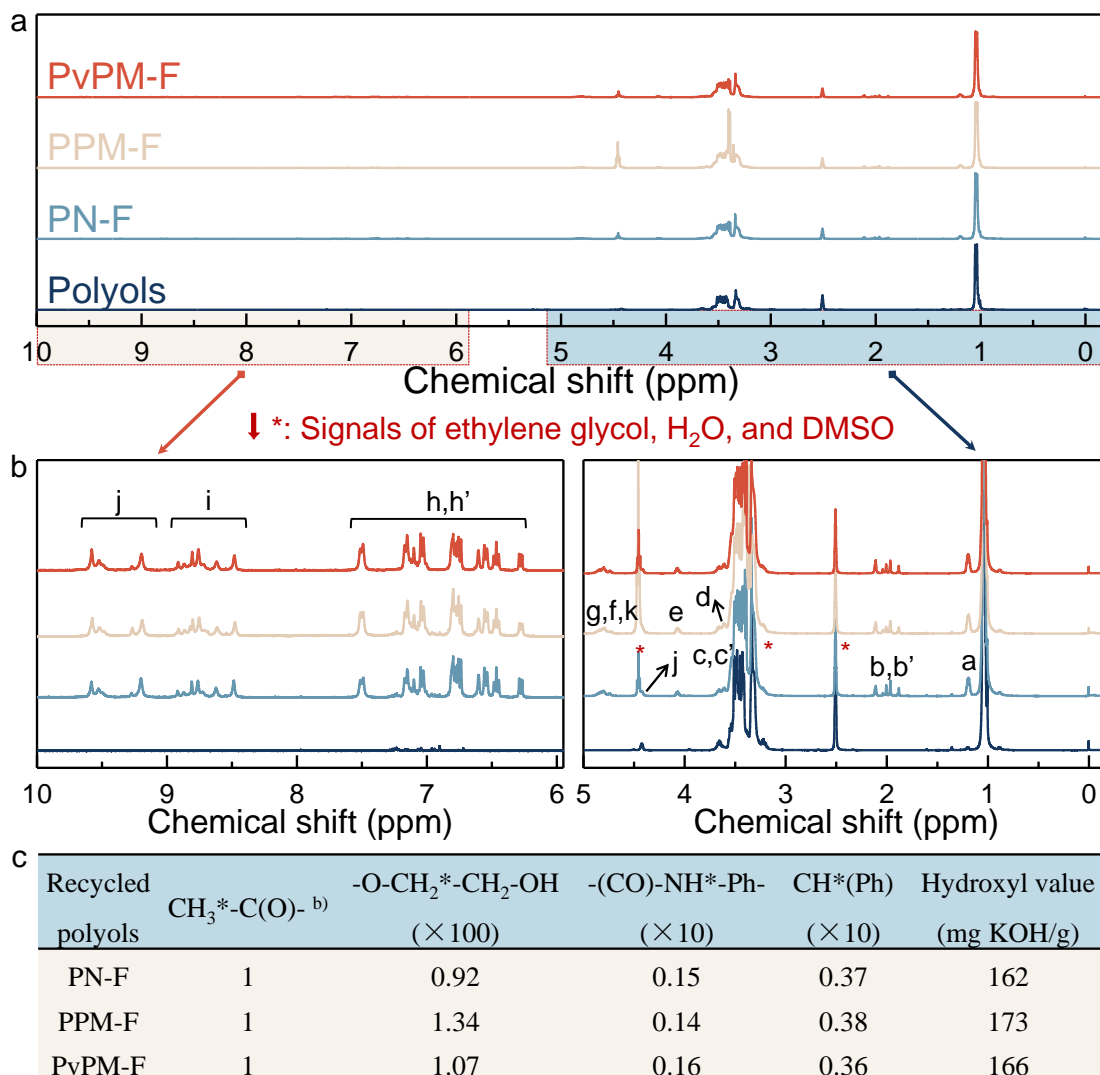 a
PvPM-F
PPM-F
PN-F
Polyols
10 9 8 7 6 5 4 3 2 1 0
Chemical shift (ppm)
*: Signals of ethylene glycol, H₂O, and DMSO
b
j i h,h’
g,f,k e d
* j c,c’ * * b,b’ a
10 9 8 7 6
Chemical shift (ppm)
5 4 3 2 1 0
Chemical shift (ppm)
c
Recycled polyols CH₃*-C(O)- ᵇ⁾ -O-CH₂*-CH₂-OH (×100) -(CO)-NH*-Ph- (×10) CH*(Ph) (×10) Hydroxyl value (mg KOH/g)
PN-F 1 0.92 0.15 0.37 162
PPM-F 1 1.34 0.14 0.38 173
PvPM-F 1 1.07 0.16 0.36 166